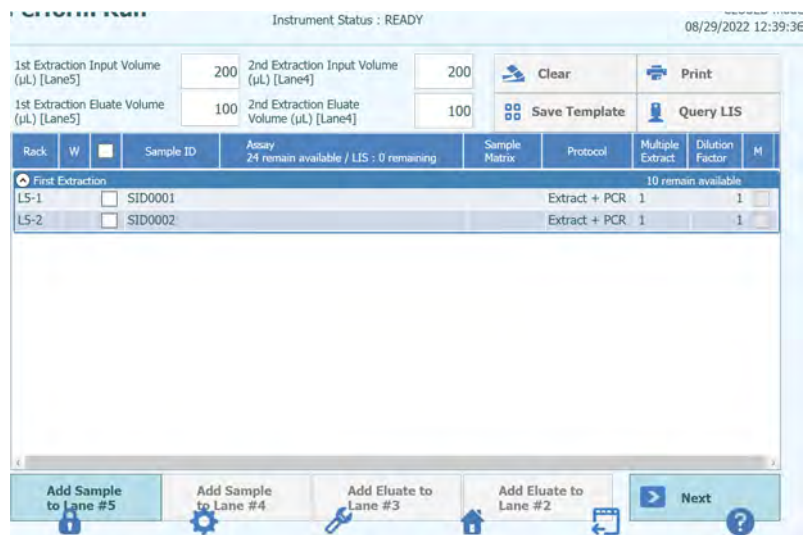 Instrument Status : READY
08/29/2022 12:39:36
1st Extraction Input Volume
(µL) [Lane5]
200
2nd Extraction Input Volume
(µL) [Lane4]
200
Clear
Print
1st Extraction Eluate Volume
(µL) [Lane5]
100
2nd Extraction Eluate
Volume (µL) [Lane4]
100
Save Template
Query LIS
Rack W Sample ID Assay
24 remain available / LIS : 0 remaining Sample
Matrix Protocol Multiple
Extract Dilution
Factor M
First Extraction 10 remain available
L5-1 SID0001 Extract + PCR 1 1
L5-2 SID0002 Extract + PCR 1 1
Add Sample
to Lane #5
Add Sample
to Lane #4
Add Eluate to
Lane #3
Add Eluate to
Lane #2
Next